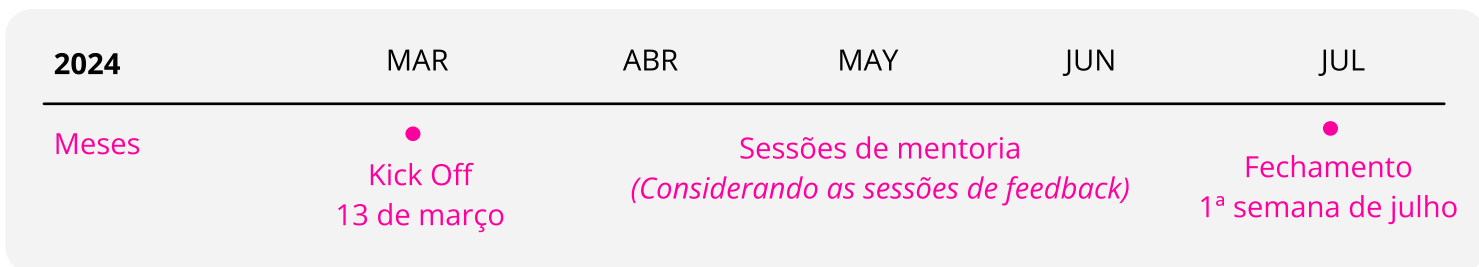 2024 MAR ABR MAY JUN JUL
Meses
Kick Off
13 de março
Sessões de mentoria
(Considerando as sessões de feedback)
Fechamento
1ª semana de julho